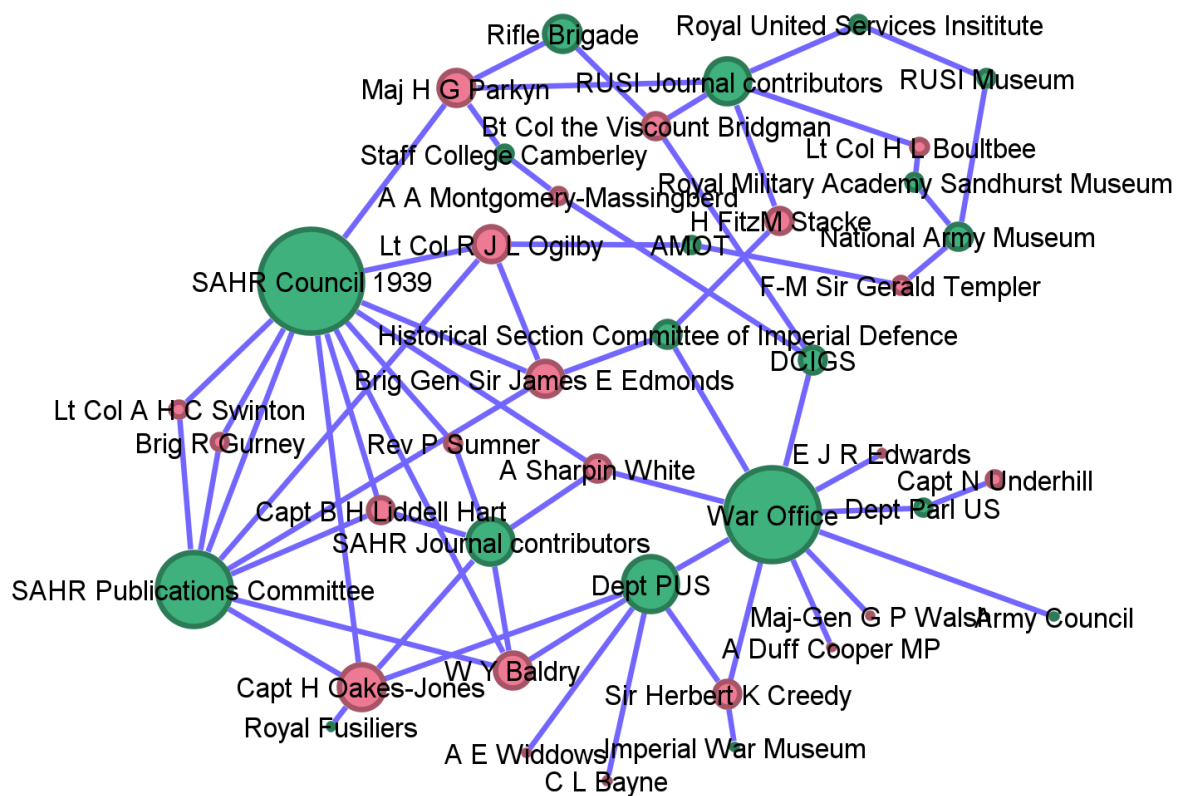 Royal United Services Insititute
Rifle Brigade
RUSI Journal contributors
RUSI Museum
Maj H G Parkyn
Bt Col the Viscount Bridgman
Lt Col H L Boultbee
Staff College Camberley
Royal Military Academy Sandhurst Museum
A A Montgomery-Massingberd
H FitzM Stacke
National Army Museum
Lt Col R J L Ogilby
AMOT
SAHR Council 1939
F-M Sir Gerald Templer
Historical Section Committee of Imperial Defence
DCIGS
Brig Gen Sir James E Edmonds
Lt Col A H C Swinton
Brig R Gurney
Rev P Sumner
E J R Edwards
A Sharpin White
Capt N Underhill
Capt B H Liddell Hart
War Office
Dept Parl US
SAHR Journal contributors
Dept PUS
SAHR Publications Committee
Maj-Gen G P Walsh
Army Council
A Duff Cooper MP
W Y Baldry
Capt H Oakes-Jones
Sir Herbert K Creedy
Royal Fusiliers
A E Widdows
Imperial War Museum
C L Bayne